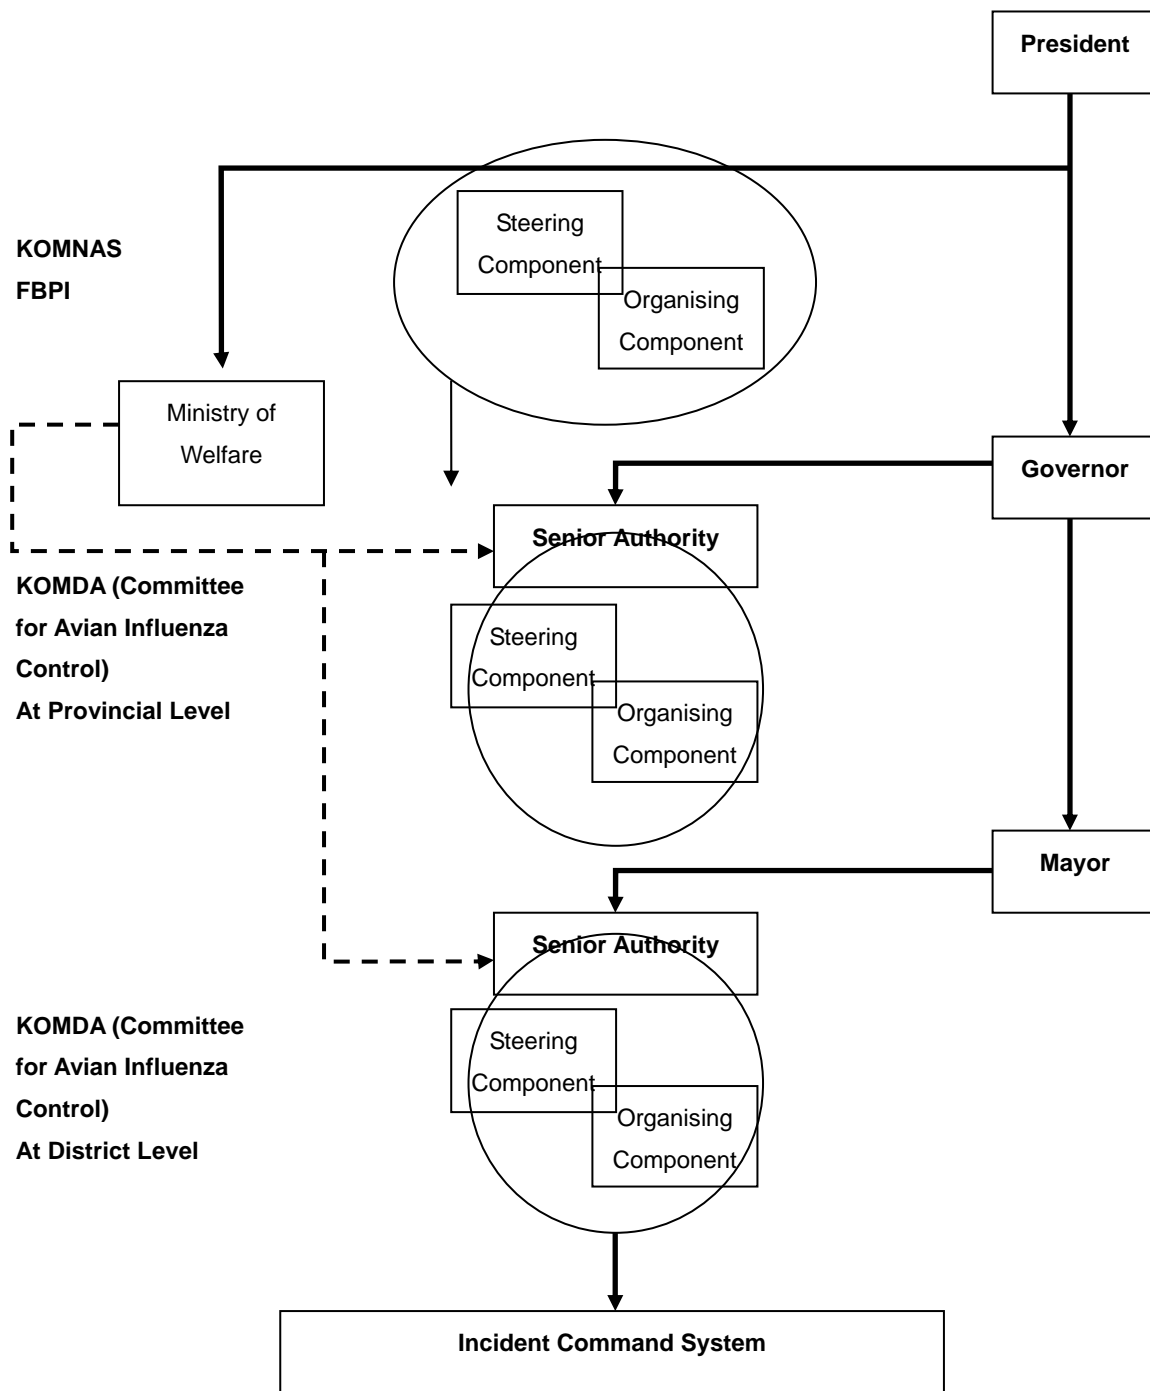 President
Steering
Component
KOMNAS
FBPI
Organising
Component
Ministry of
Welfare
Governor
Senior Authority
KOMDA (Committee
for Avian Influenza
Control)
At Provincial Level
Steering
Component
Organising
Component
Mayor
Senior Authority
KOMDA (Committee
for Avian Influenza
Control)
At District Level
Steering
Component
Organising
Component
Incident Command System